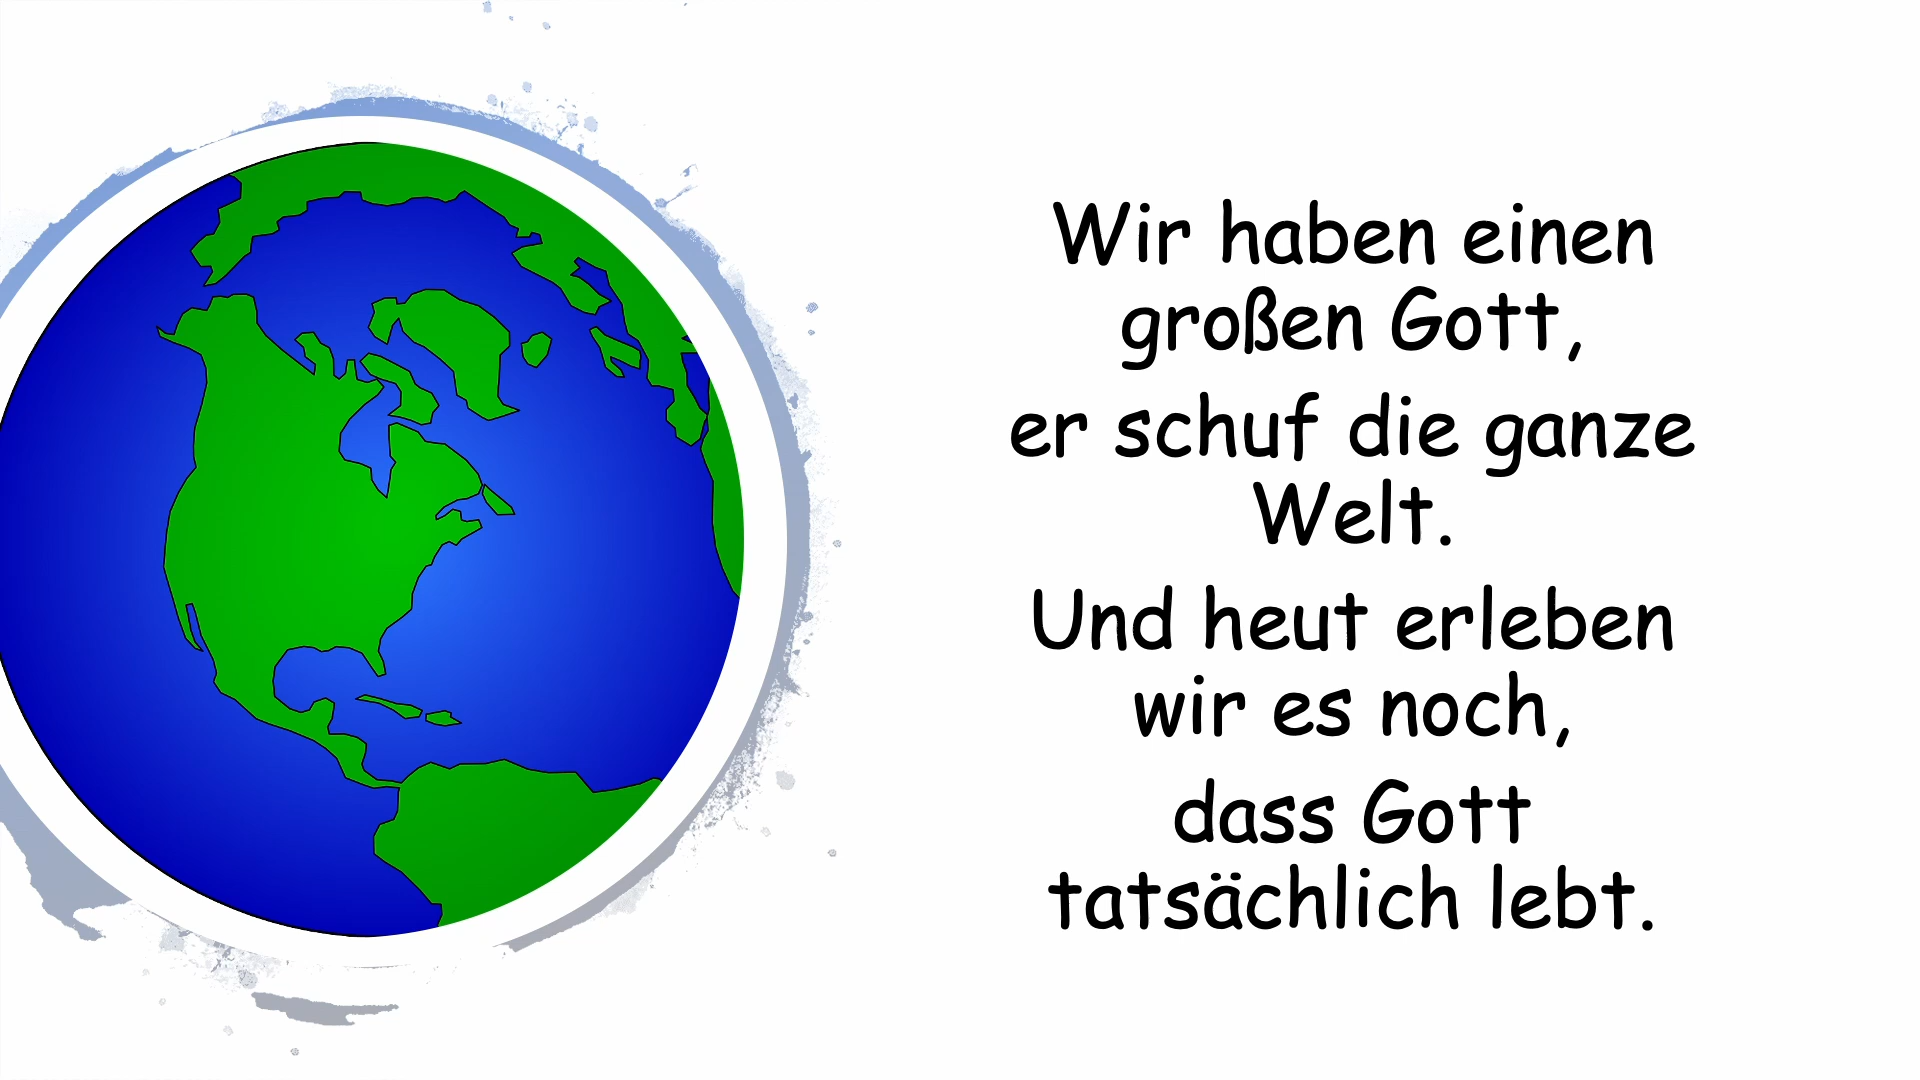 Wir haben einen
großen Gott,
er schuf die ganze
Welt.
Und heut erleben
wir es noch,
dass Gott
tatsächlich lebt.